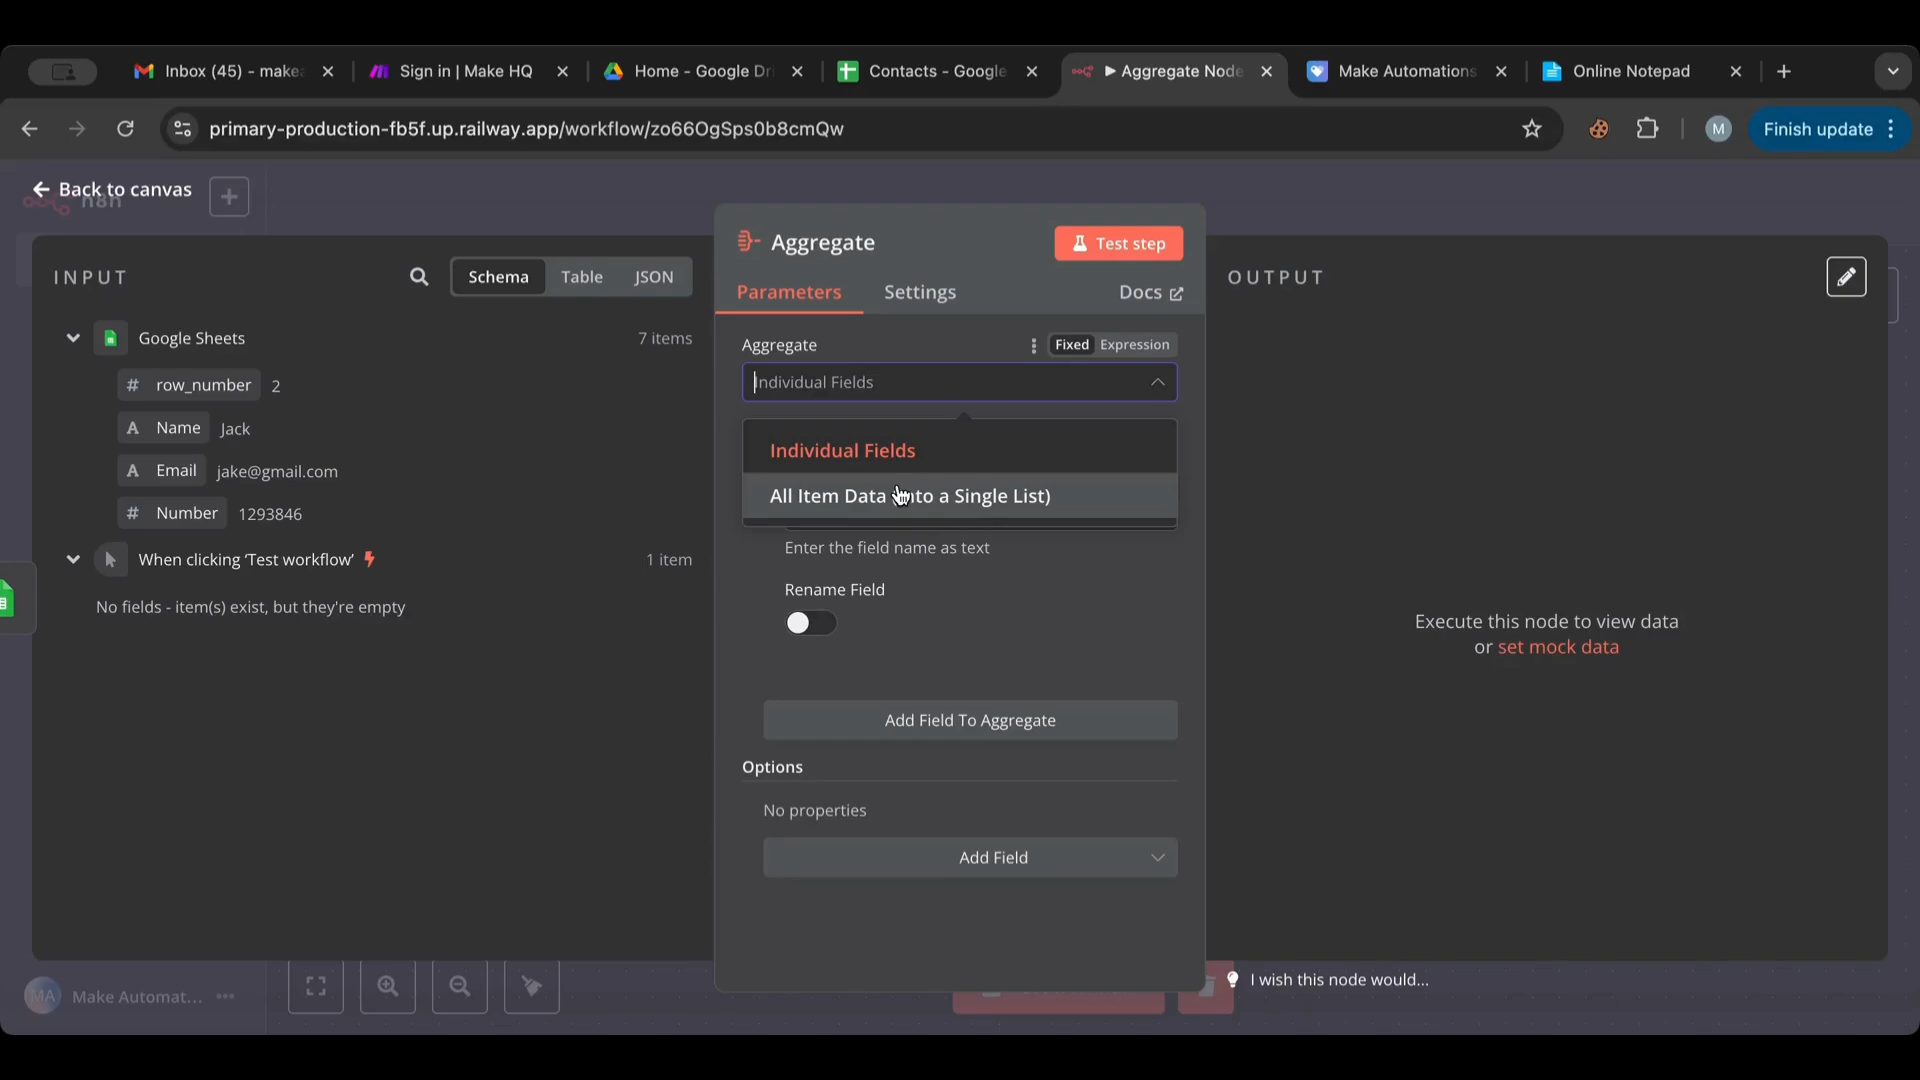 Inbox (45) - make
Sign in | Make HQ
Home - Google Dri
Contacts - Google
Aggregate Node
Make Automations
Online Notepad
primary-production-fb5f.up.railway.app/workflow/zo66OgSps0b8cmQw
M
Finish update
Back to canvas
n8n
INPUT
Schema
Table
JSON
Google Sheets
7 items
# row_number 2
A Name Jack
A Email jake@gmail.com
# Number 1293846
When clicking ‘Test workflow’
1 item
No fields - item(s) exist, but they're empty
Aggregate
Test step
Parameters
Settings
Docs
Aggregate
Fixed
Expression
Individual Fields
Individual Fields
All Item Data nto a Single List)
Enter the field name as text
Rename Field
Add Field To Aggregate
Options
No properties
Add Field
OUTPUT
Execute this node to view data
or set mock data
I wish this node would...
MA
Make Automat...